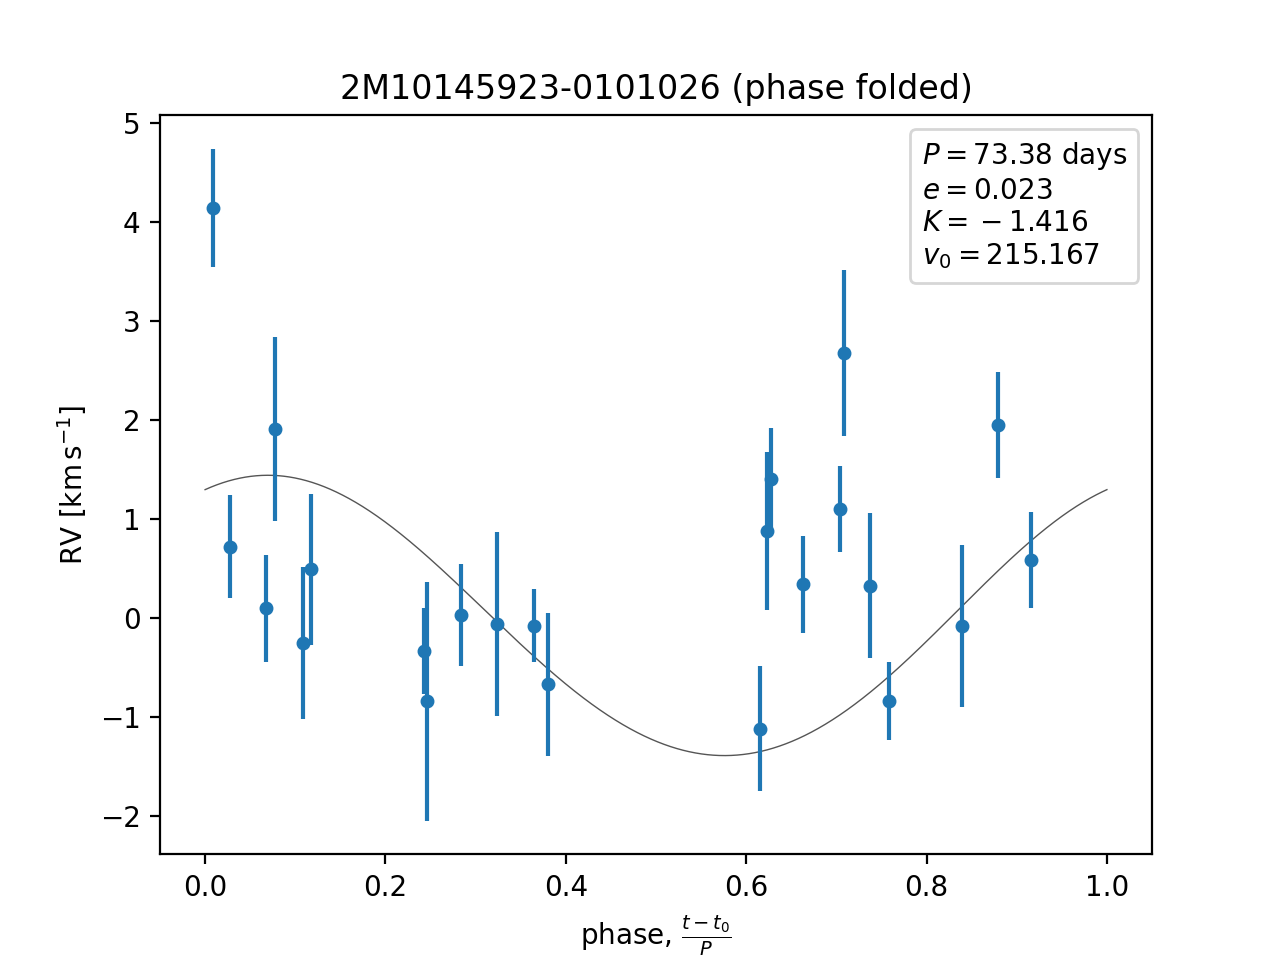 2M10145923-0101026 (phase folded)
P = 73.38 days
e = 0.023
K = −1.416
v₀ = 215.167
RV [km s⁻¹]
5
4
3
2
1
0
−1
−2
0.0 0.2 0.4 0.6 0.8 1.0
phase, (t − t₀)/P